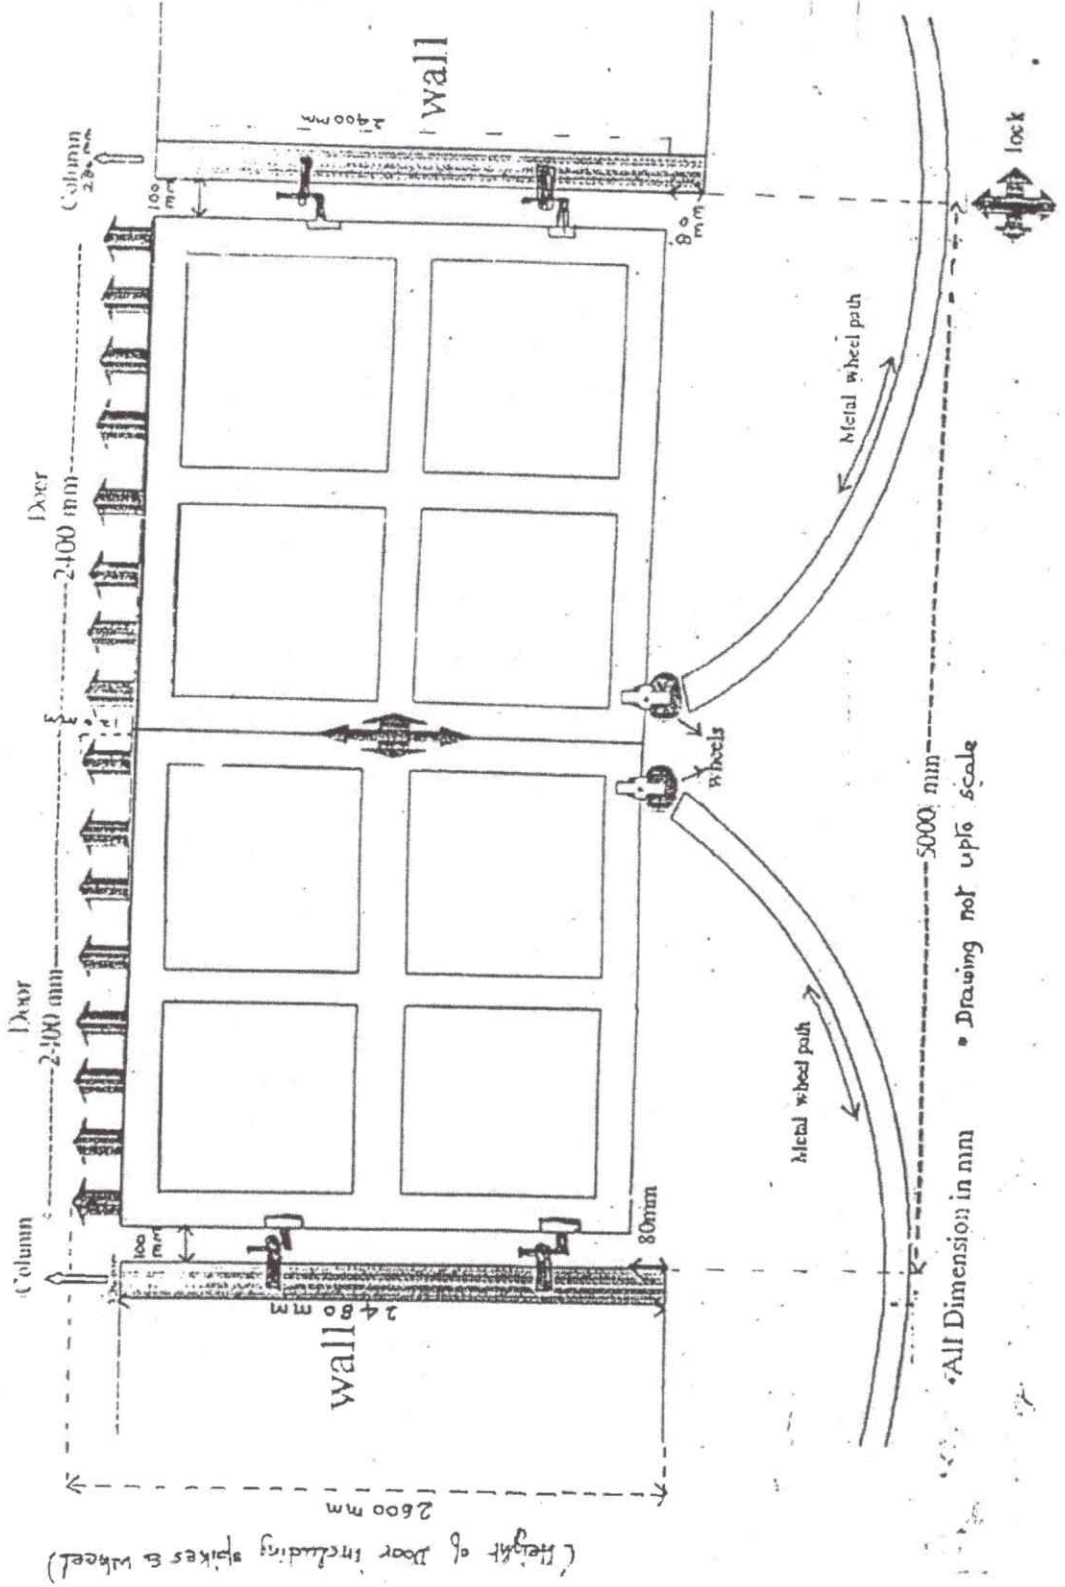 Column
Door
2400 mm
Door
2400 mm
Column
280 mm
100
mm
100
mm
wall
2480 mm
wall
2400 mm
80mm
80
mm
2600 mm
(Height of Door including spikes & wheel)
wheels
Metal wheel path
Metal wheel path
5000 mm
lock
•All Dimension in mm
• Drawing not upto scale